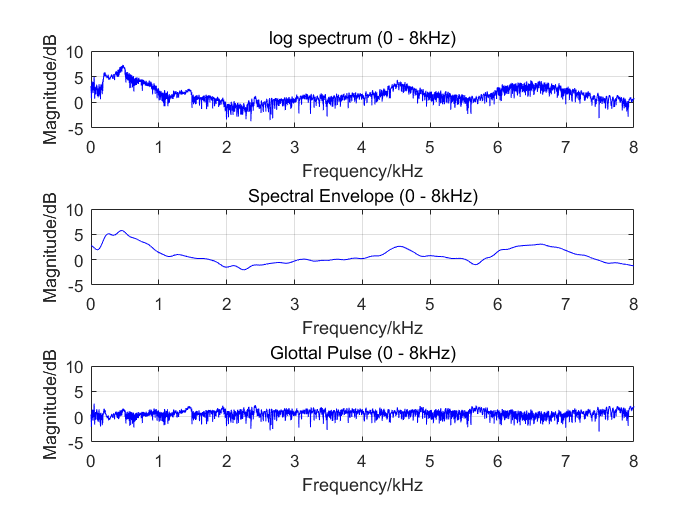 log spectrum (0 - 8kHz)
Magnitude/dB
10
5
0
-5
0 1 2 3 4 5 6 7 8
Frequency/kHz
Spectral Envelope (0 - 8kHz)
Magnitude/dB
10
5
0
-5
0 1 2 3 4 5 6 7 8
Frequency/kHz
Glottal Pulse (0 - 8kHz)
Magnitude/dB
10
5
0
-5
0 1 2 3 4 5 6 7 8
Frequency/kHz